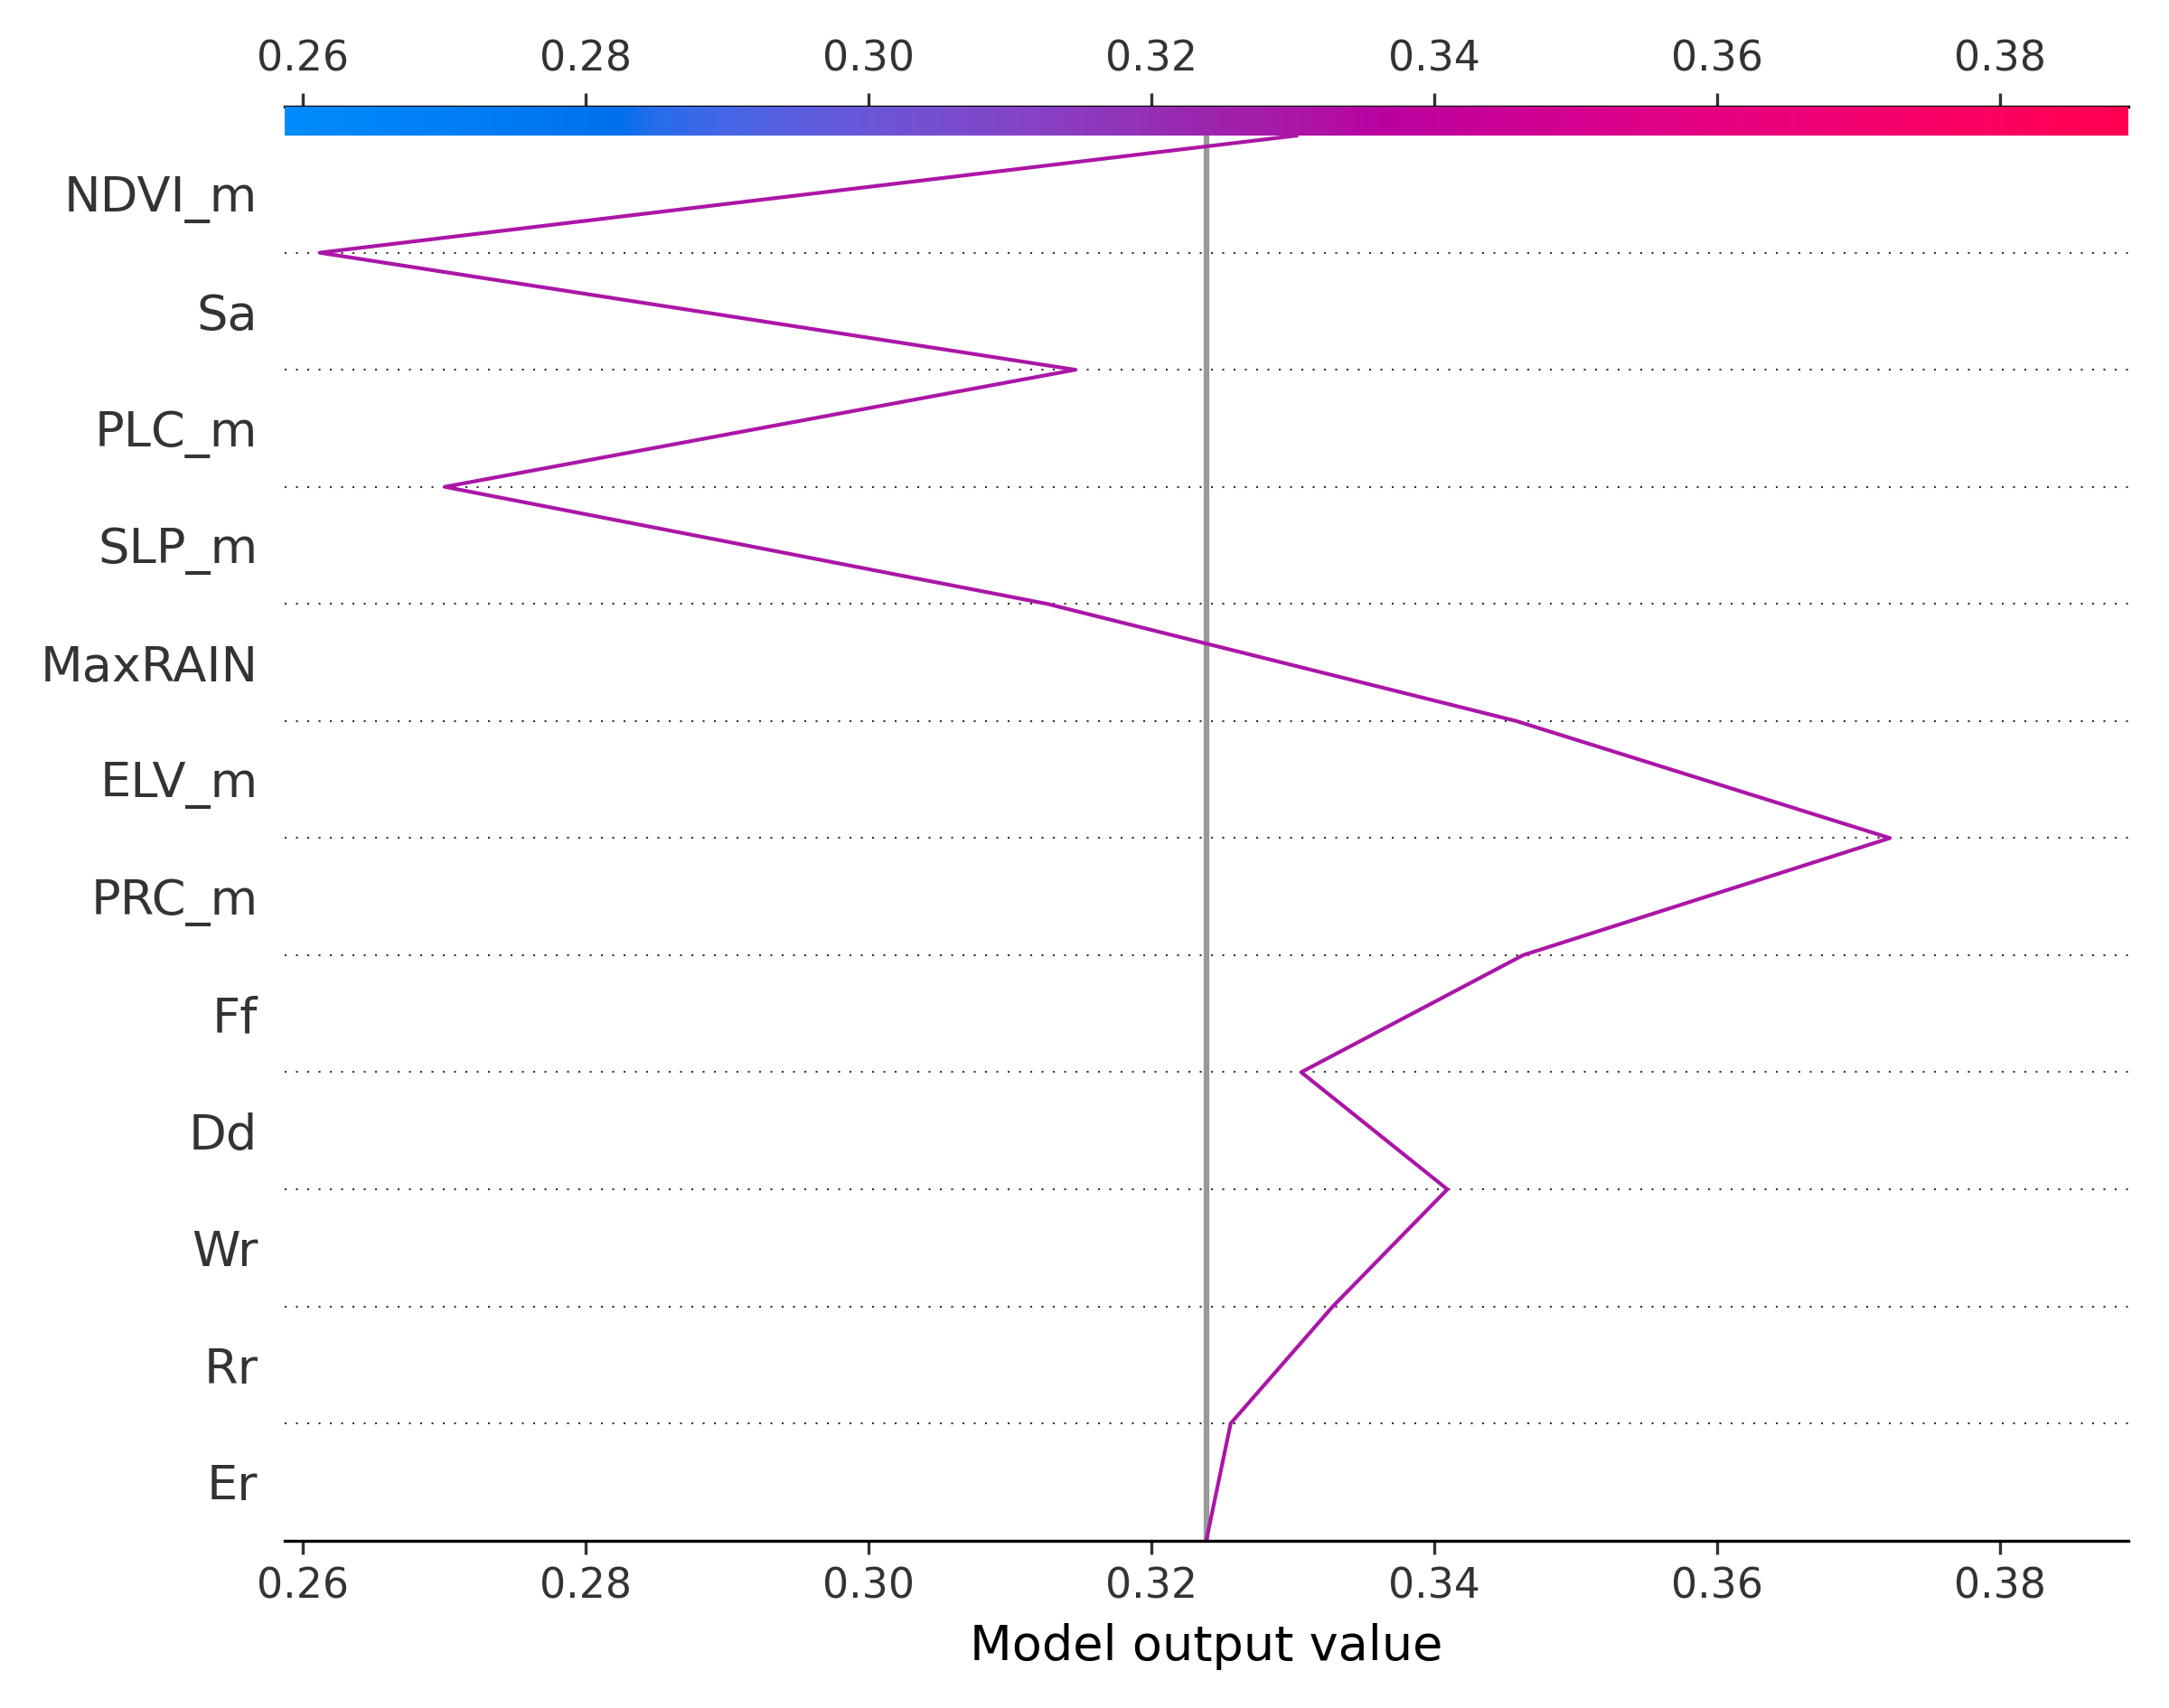 0.26 0.28 0.30 0.32 0.34 0.36 0.38
NDVI_m
Sa
PLC_m
SLP_m
MaxRAIN
ELV_m
PRC_m
Ff
Dd
Wr
Rr
Er
0.26 0.28 0.30 0.32 0.34 0.36 0.38
Model output value